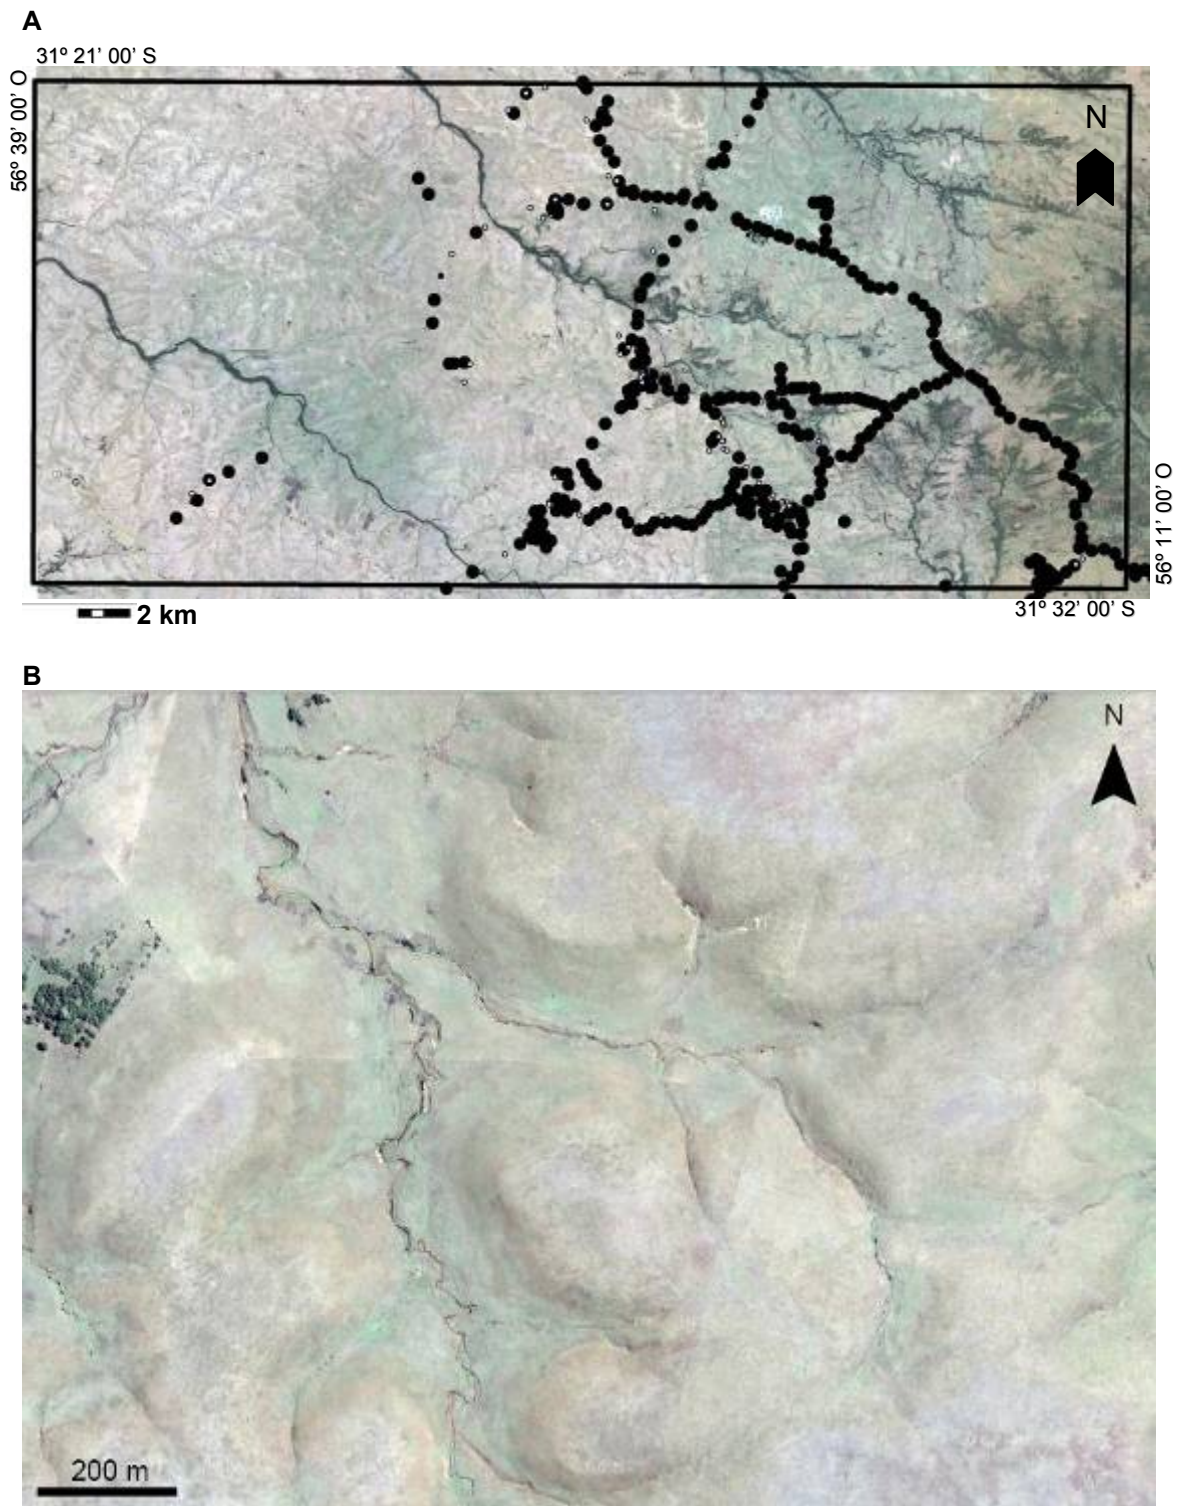 A
31º 21’ 00’ S
56º 39’ 00’ O
N
56º 11’ 00’ O
2 km
31º 32’ 00’ S
B
N
200 m